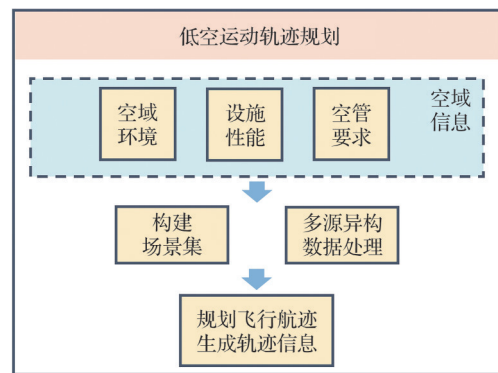 低空运动轨迹规划
空域
环境
设施
性能
空管
要求
空域
信息
构建
场景集
多源异构
数据处理
规划飞行航迹
生成轨迹信息